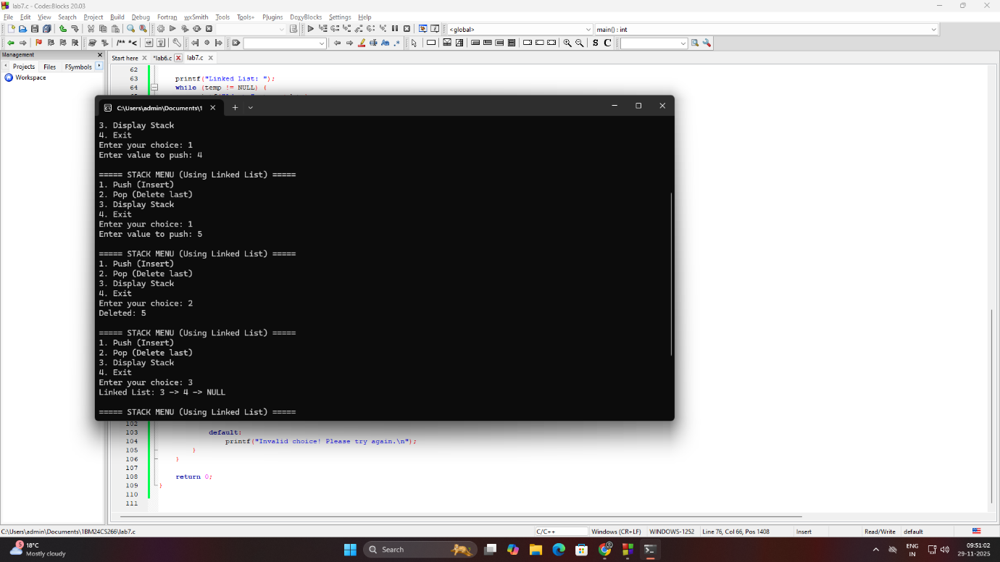 lab7.c - Code::Blocks 20.03
File Edit View Search Project Build Debug Fortran wxSmith Tools Tools+ Plugins DoxyBlocks Settings Help
<global>
main() : int
/** *<
S C
Management
Projects Files FSymbols
Workspace
Start here *lab6.c lab7.c
62
63 printf("Linked List: ");
64 while (temp != NULL) {
C:\Users\admin\Documents\1
3. Display Stack
4. Exit
Enter your choice: 1
Enter value to push: 4
===== STACK MENU (Using Linked List) =====
1. Push (Insert)
2. Pop (Delete last)
3. Display Stack
4. Exit
Enter your choice: 1
Enter value to push: 5
===== STACK MENU (Using Linked List) =====
1. Push (Insert)
2. Pop (Delete last)
3. Display Stack
4. Exit
Enter your choice: 2
Deleted: 5
===== STACK MENU (Using Linked List) =====
1. Push (Insert)
2. Pop (Delete last)
3. Display Stack
4. Exit
Enter your choice: 3
Linked List: 3 -> 4 -> NULL
===== STACK MENU (Using Linked List) =====
102
103 default:
104 printf("Invalid choice! Please try again.\n");
105 }
106 }
107
108 return 0;
109 }
110
111
C:\Users\admin\Documents\1BM24CS266\lab7.c C/C++ Windows (CR+LF) WINDOWS-1252 Line 76, Col 66, Pos 1408 Insert Read/Write default
5
18°C
Mostly cloudy
Search
ENG
IN
09:51:02
29-11-2025